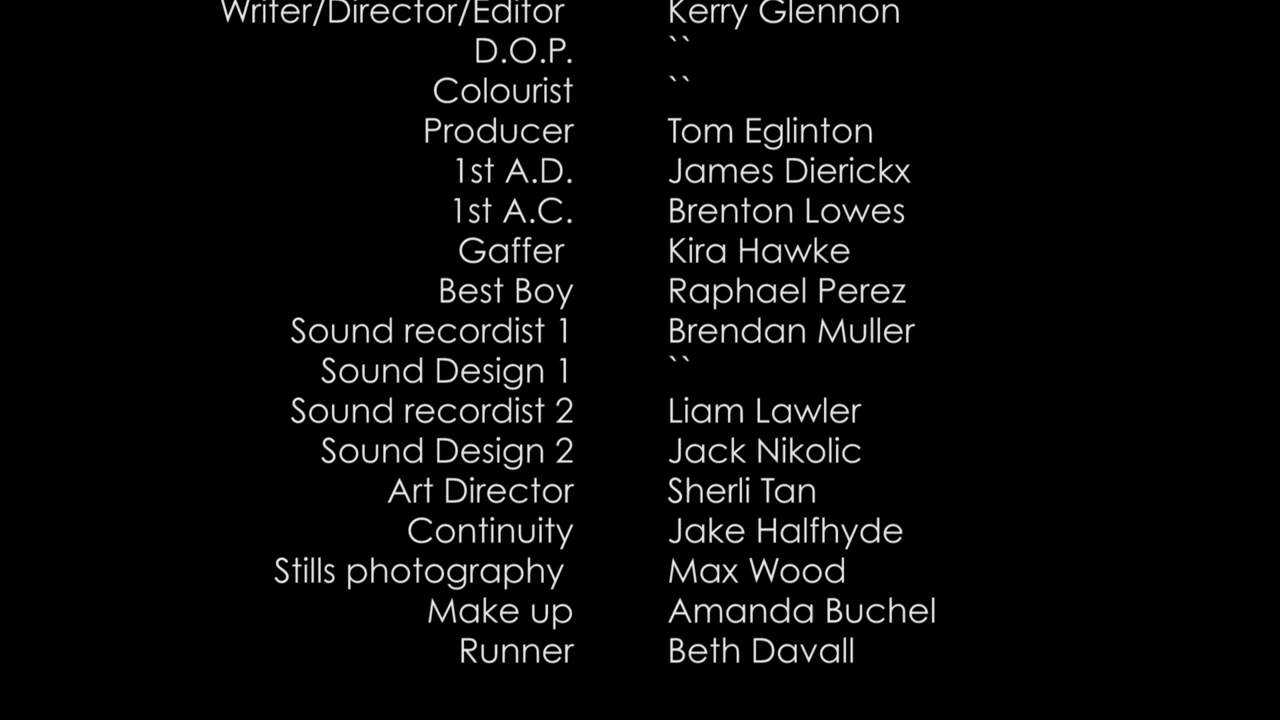 Writer/Director/Editor Kerry Glennon
D.O.P. ``
Colourist ``
Producer Tom Eglinton
1st A.D. James Dierickx
1st A.C. Brenton Lowes
Gaffer Kira Hawke
Best Boy Raphael Perez
Sound recordist 1 Brendan Muller
Sound Design 1 ``
Sound recordist 2 Liam Lawler
Sound Design 2 Jack Nikolic
Art Director Sherli Tan
Continuity Jake Halfhyde
Stills photography Max Wood
Make up Amanda Buchel
Runner Beth Davall